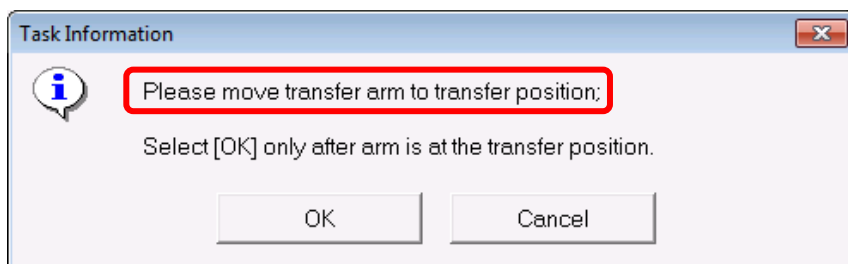 Task Information
Please move transfer arm to transfer position;
Select [OK] only after arm is at the transfer position.
OK
Cancel